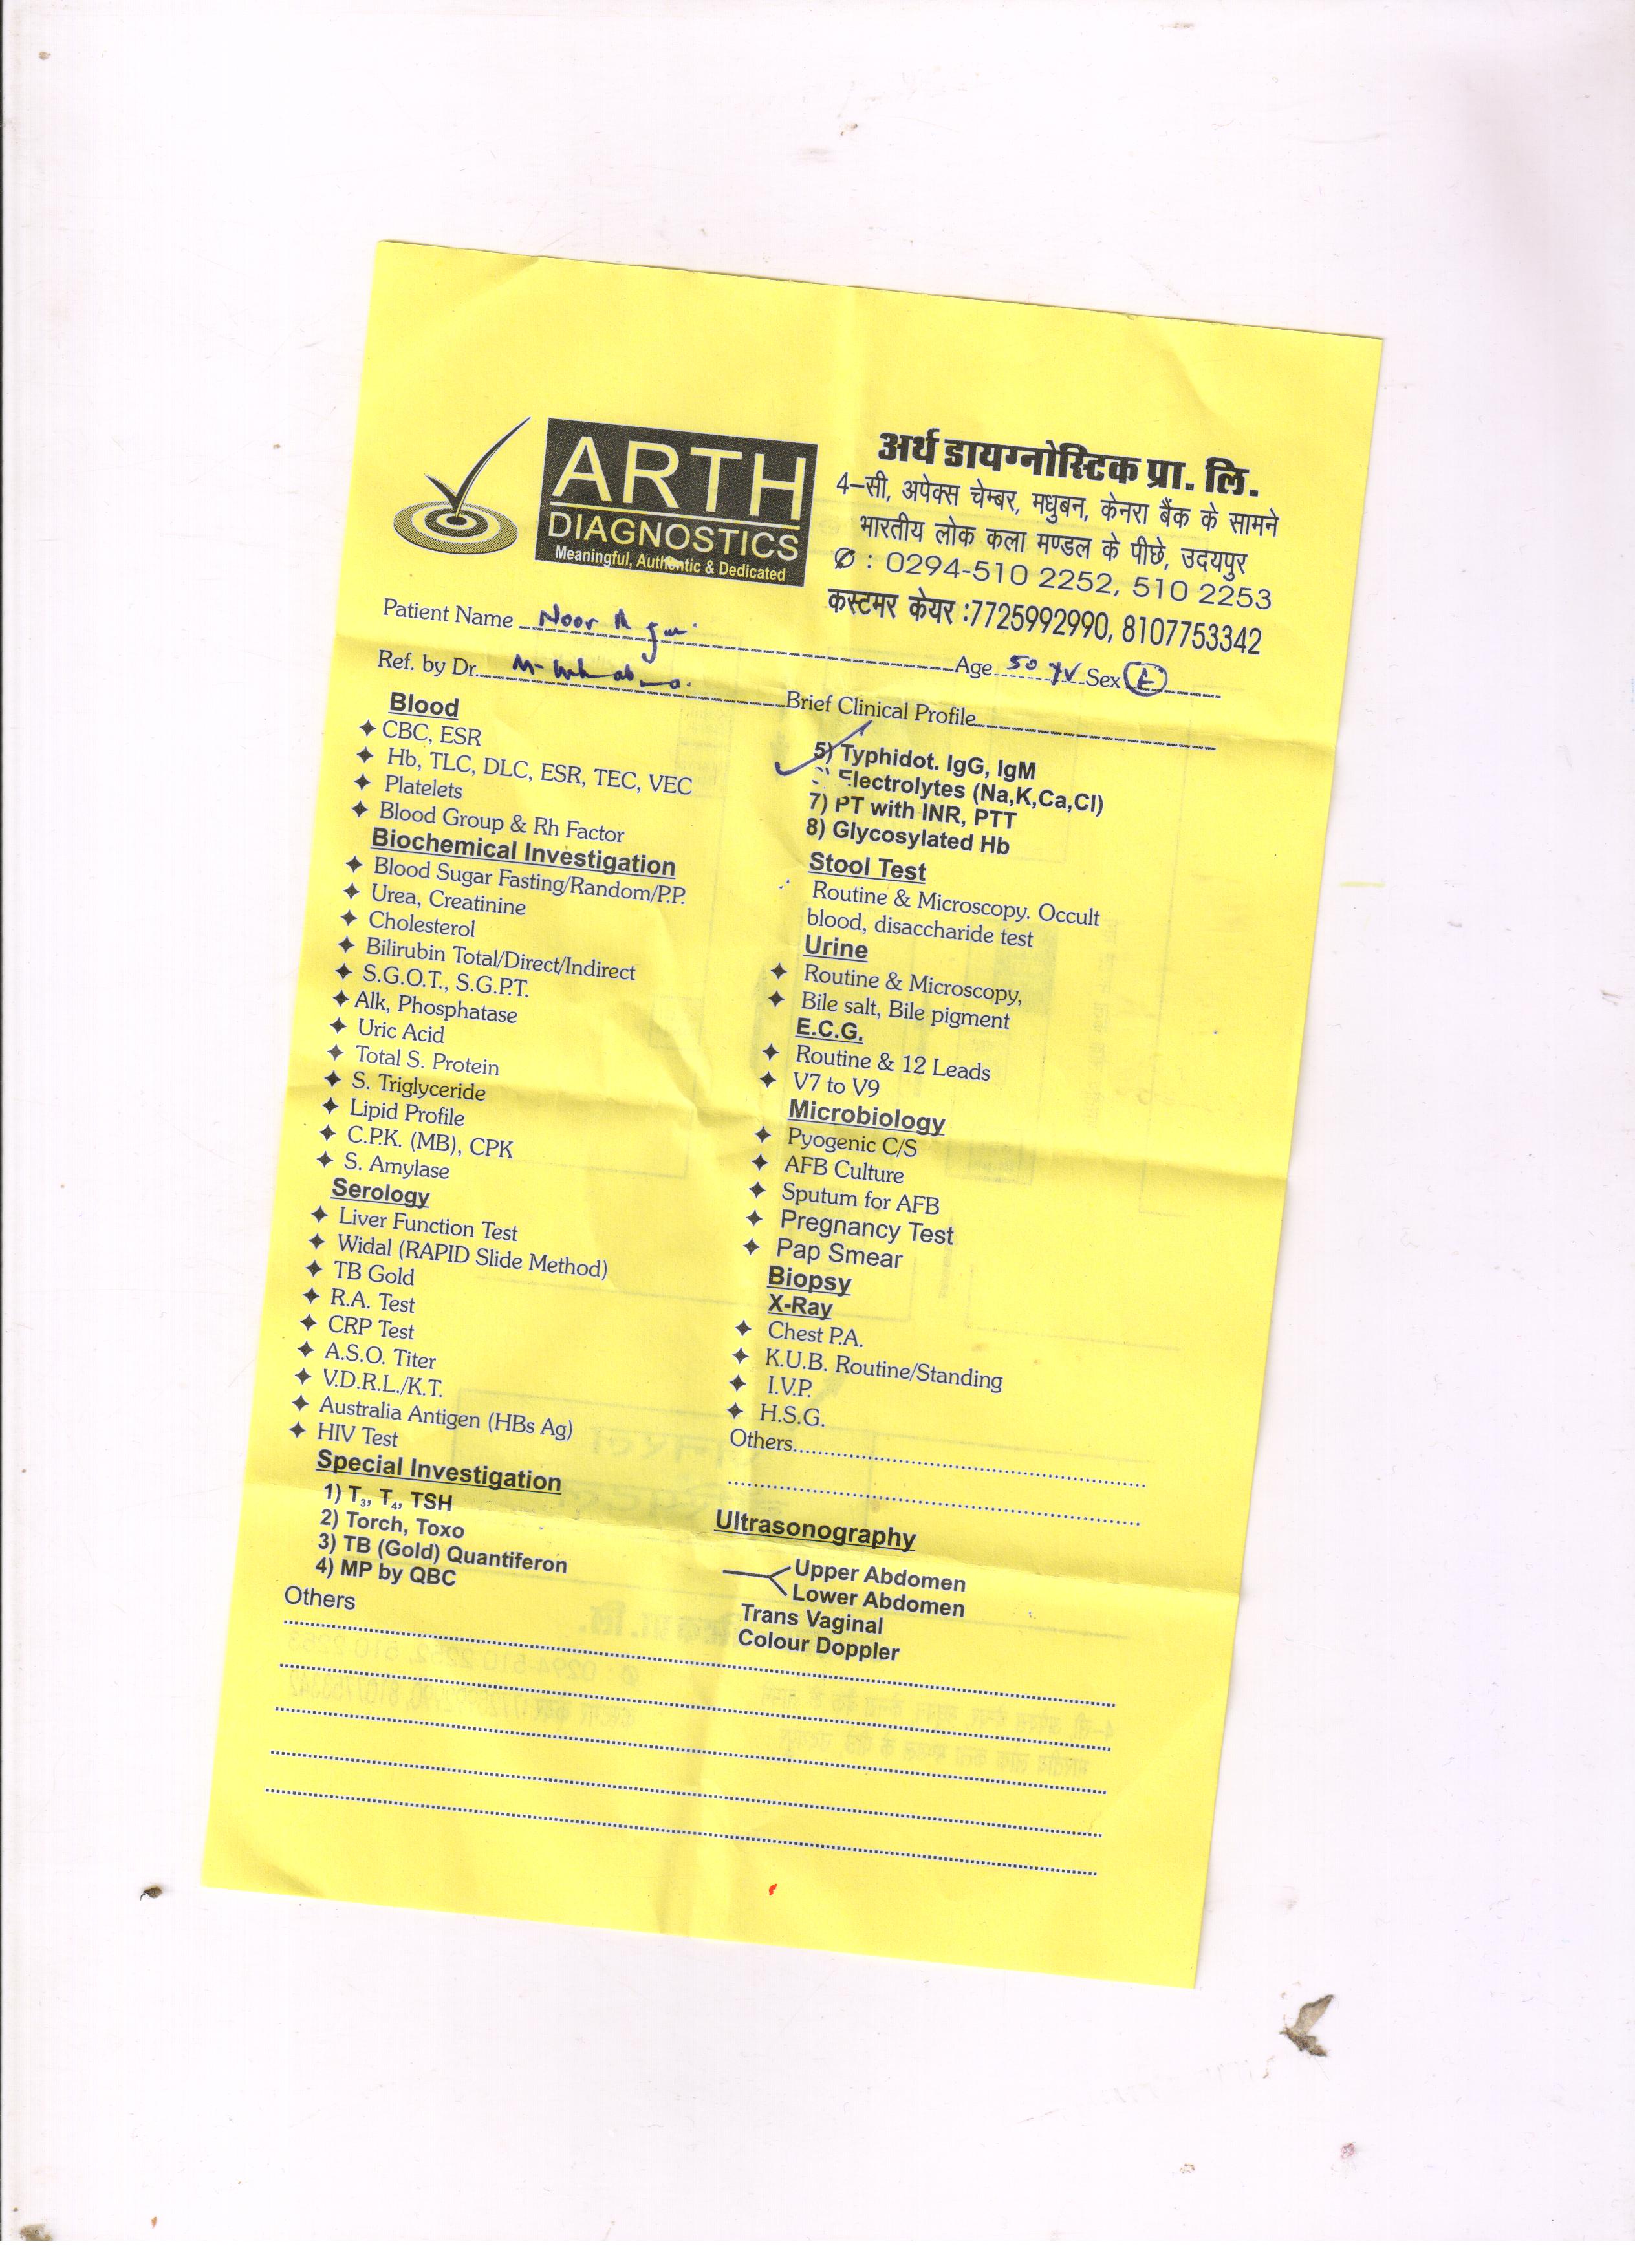 ARTH
DIAGNOSTICS
Meaningful, Authentic & Dedicated
अर्थ डायग्नोस्टिक प्रा. लि.
4-सी, अपेक्स चेम्बर, मधुबन, केनरा बैंक के सामने
भारतीय लोक कला मण्डल के पीछे, उदयपुर
✆ : 0294-510 2252, 510 2253
कस्टमर केयर :7725992990, 8107753342
Patient Name Noor
Age 50 yr Sex
Ref. by Dr. M.
Brief Clinical Profile
Blood
✦ CBC, ESR
✦ Hb, TLC, DLC, ESR, TEC, VEC
✦ Platelets
✦ Blood Group & Rh Factor
Biochemical Investigation
✦ Blood Sugar Fasting/Random/P.P.
✦ Urea, Creatinine
✦ Cholesterol
✦ Bilirubin Total/Direct/Indirect
✦ S.G.O.T., S.G.P.T.
✦ Alk, Phosphatase
✦ Uric Acid
✦ Total S. Protein
✦ S. Triglyceride
✦ Lipid Profile
✦ C.P.K. (MB), CPK
✦ S. Amylase
Serology
✦ Liver Function Test
✦ Widal (RAPID Slide Method)
✦ TB Gold
✦ R.A. Test
✦ CRP Test
✦ A.S.O. Titer
✦ V.D.R.L./K.T.
✦ Australia Antigen (HBs Ag)
✦ HIV Test
Special Investigation
1) T₃, T₄, TSH
2) Torch, Toxo
3) TB (Gold) Quantiferon
4) MP by QBC
Others
5) Typhidot. IgG, IgM
Electrolytes (Na,K,Ca,Cl)
7) PT with INR, PTT
8) Glycosylated Hb
Stool Test
Routine & Microscopy. Occult
blood, disaccharide test
Urine
✦ Routine & Microscopy,
✦ Bile salt, Bile pigment
E.C.G.
✦ Routine & 12 Leads
✦ V7 to V9
Microbiology
✦ Pyogenic C/S
✦ AFB Culture
✦ Sputum for AFB
✦ Pregnancy Test
✦ Pap Smear
Biopsy
X-Ray
✦ Chest P.A.
✦ K.U.B. Routine/Standing
✦ I.V.P.
✦ H.S.G.
Others
Ultrasonography
Upper Abdomen
Lower Abdomen
Trans Vaginal
Colour Doppler